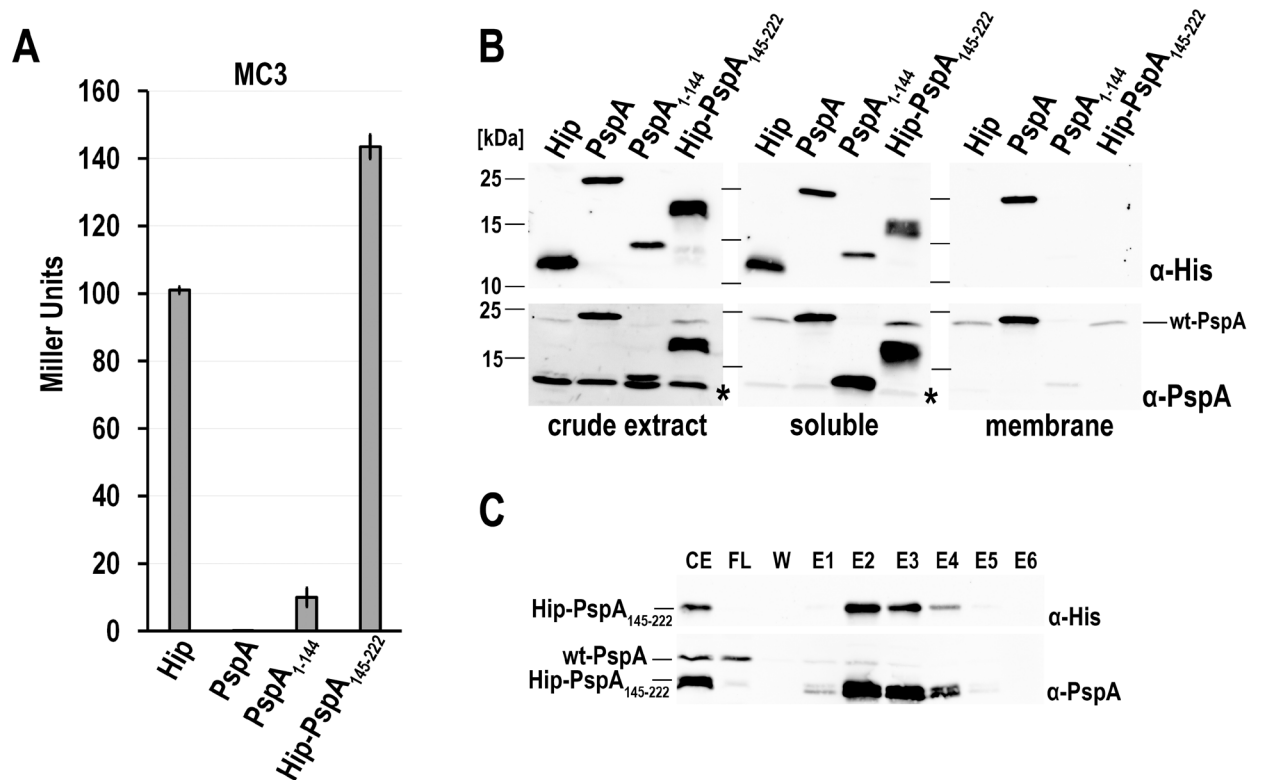 A
MC3
Miller Units
160
140
120
100
80
60
40
20
0
Hip
PspA
PspA1-144
Hip-PspA145-222
B
[kDa]
Hip PspA PspA1-144 Hip-PspA145-222
Hip PspA PspA1-144 Hip-PspA145-222
Hip PspA PspA1-144 Hip-PspA145-222
25
15
10
α-His
25
15
wt-PspA
* *
α-PspA
crude extract soluble membrane
C
CE FL W E1 E2 E3 E4 E5 E6
Hip-PspA145-222 α-His
wt-PspA
Hip-PspA145-222 α-PspA